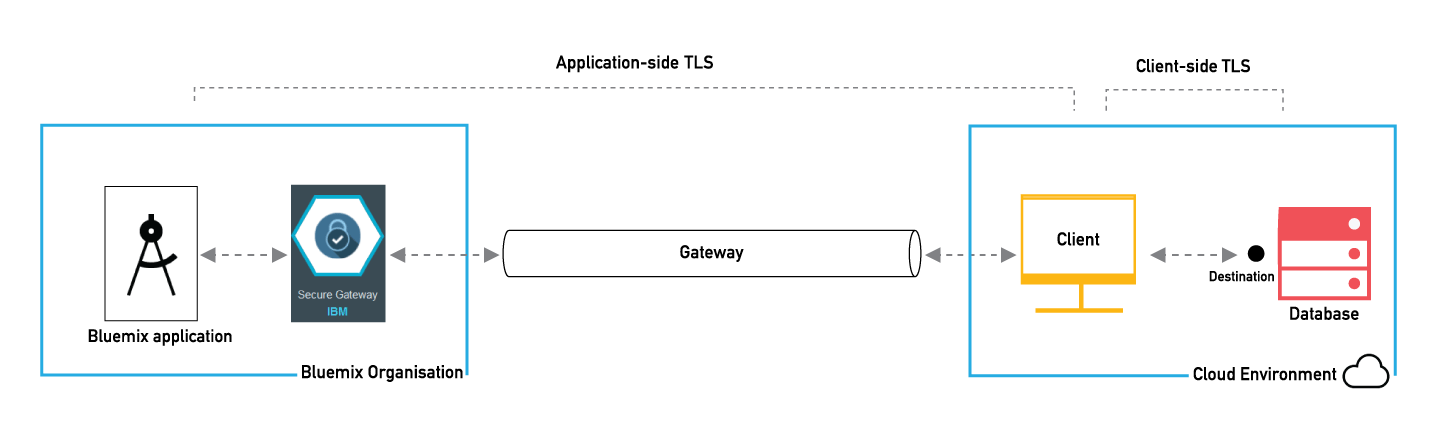 Application-side TLS
Client-side TLS
Gateway
Client
Destination
Secure Gateway
IBM
Database
Bluemix application
Bluemix Organisation
Cloud Environment